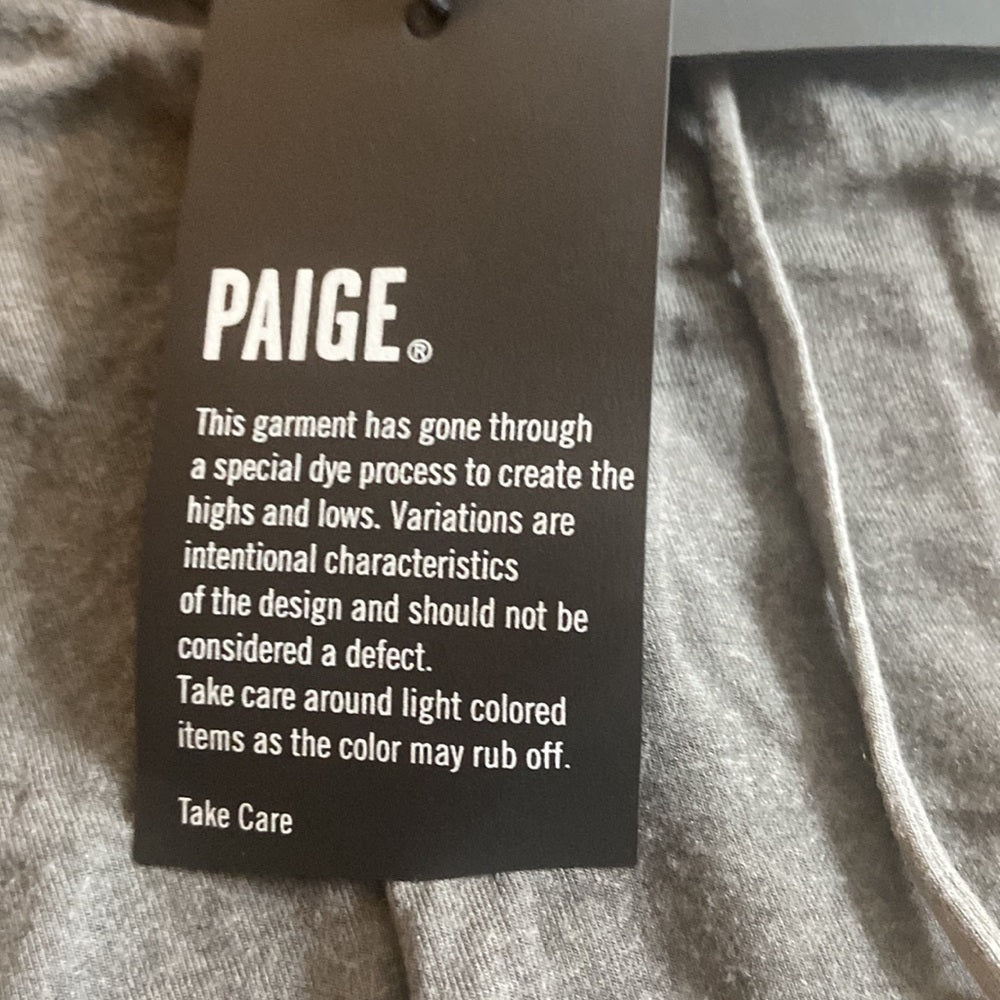 PAIGE®
This garment has gone through
a special dye process to create the
highs and lows. Variations are
intentional characteristics
of the design and should not be
considered a defect.
Take care around light colored
items as the color may rub off.
Take Care